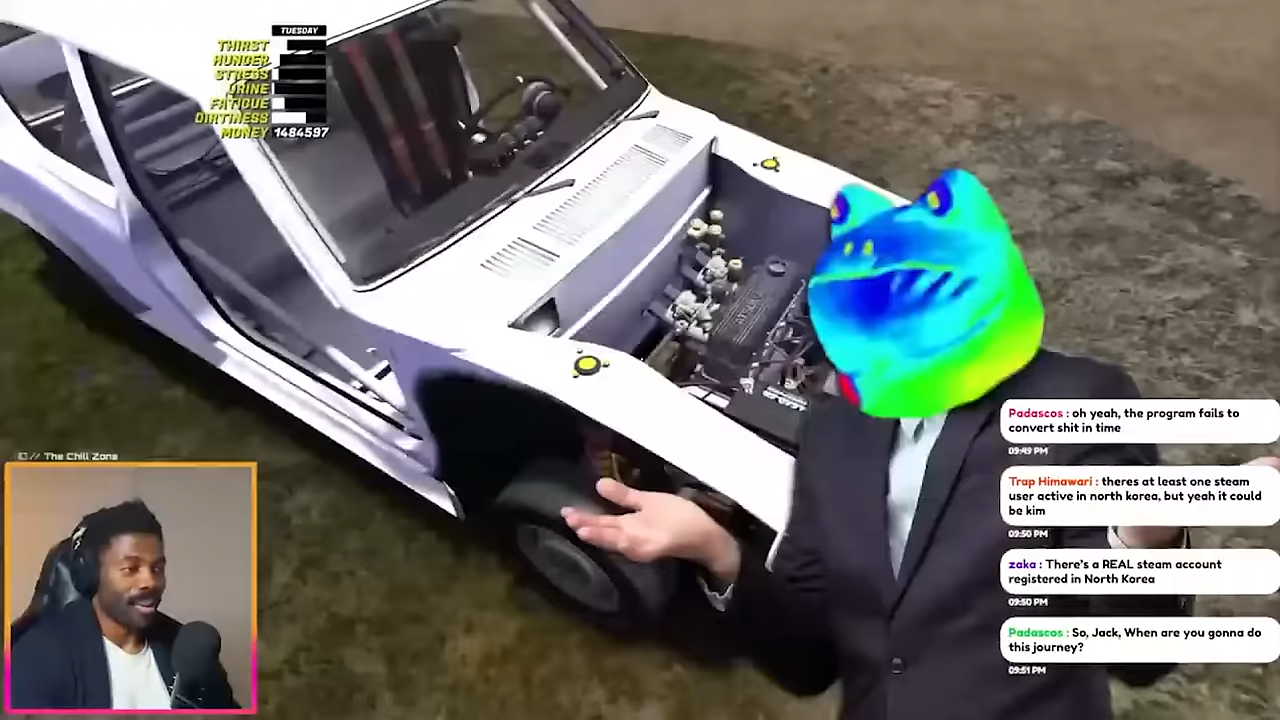 TUESDAY
THIRST
HUNGER
STRESS
URINE
FATIGUE
DIRTINESS
MONEY 1484597
// The Chill Zone
Padascos : oh yeah, the program fails to
convert shit in time
09:49 PM
Trap Himawari : theres at least one steam
user active in north korea, but yeah it could
be kim
09:50 PM
zaka : There's a REAL steam account
registered in North Korea
09:50 PM
Padascos : So, Jack, When are you gonna do
this journey?
09:51 PM